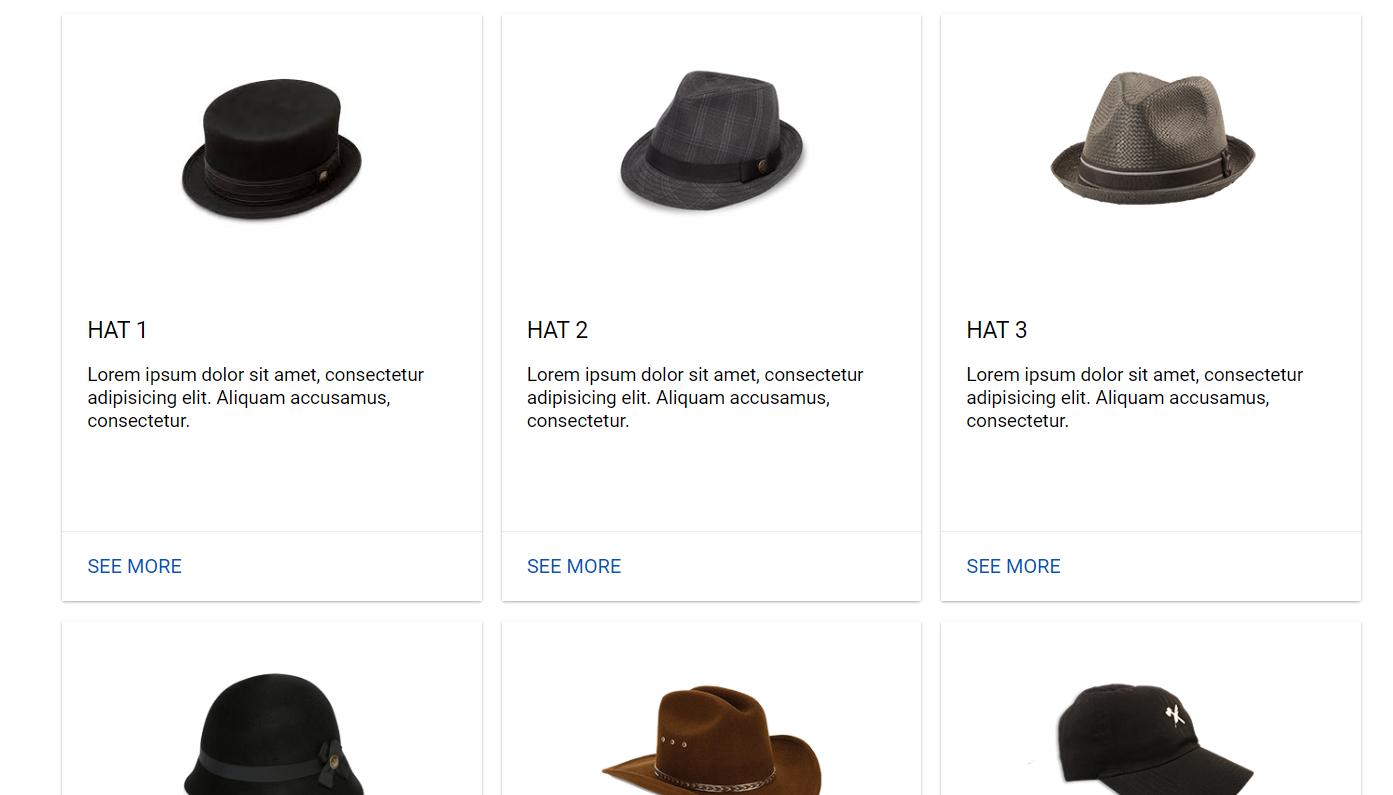 HAT 1
Lorem ipsum dolor sit amet, consectetur
adipisicing elit. Aliquam accusamus,
consectetur.
SEE MORE
HAT 2
Lorem ipsum dolor sit amet, consectetur
adipisicing elit. Aliquam accusamus,
consectetur.
SEE MORE
HAT 3
Lorem ipsum dolor sit amet, consectetur
adipisicing elit. Aliquam accusamus,
consectetur.
SEE MORE